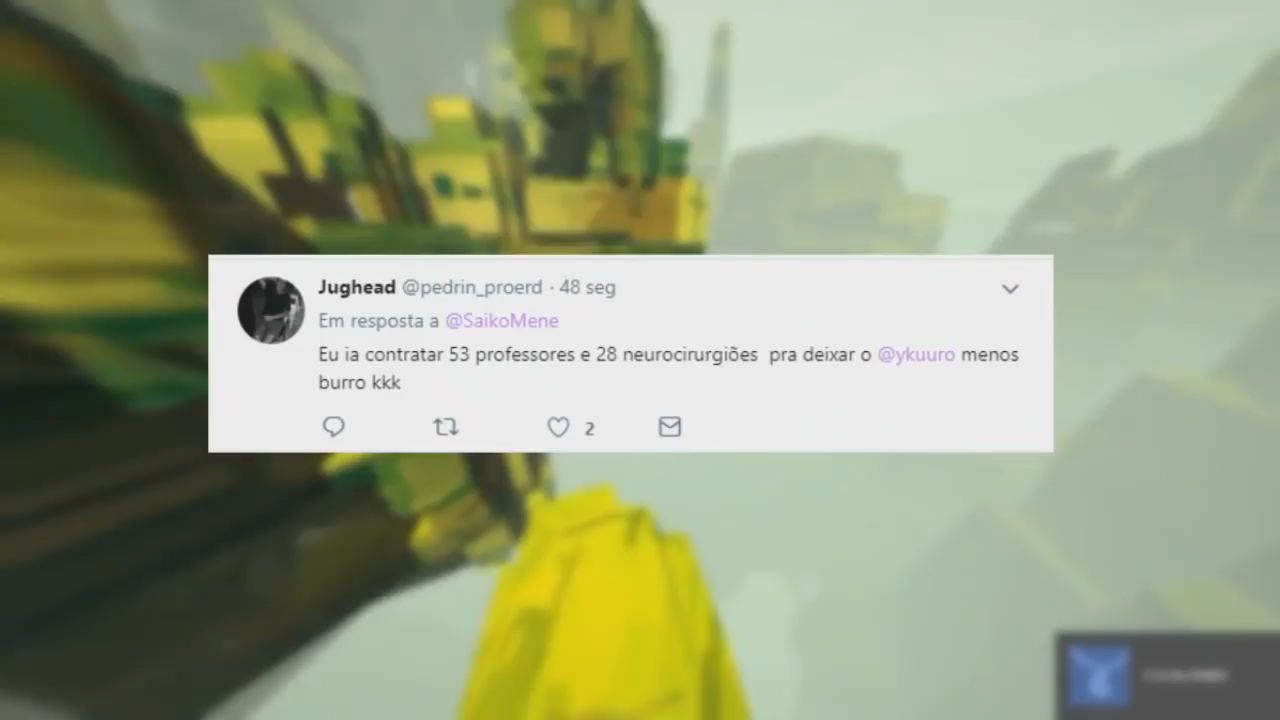 Jughead @pedrin_proerd · 48 seg
Em resposta a @SaikoMene
Eu ia contratar 53 professores e 28 neurocirurgiões pra deixar o @ykuuro menos
burro kkk
2